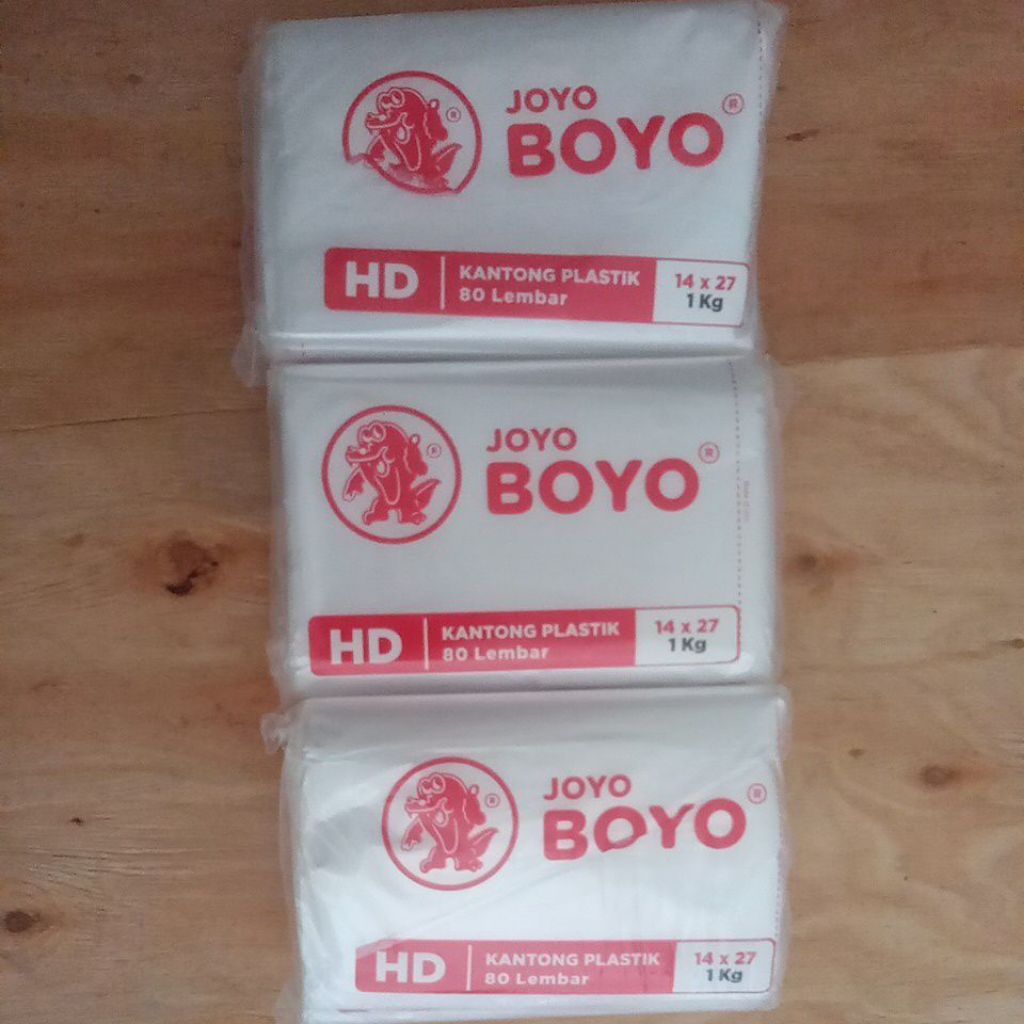 JOYO
BOYO ®
®
HD
KANTONG PLASTIK
80 Lembar
14 x 27
1 Kg
JOYO
BOYO ®
®
HD
KANTONG PLASTIK
80 Lembar
14 x 27
1 Kg
JOYO
BOYO ®
®
HD
KANTONG PLASTIK
80 Lembar
14 x 27
1 Kg